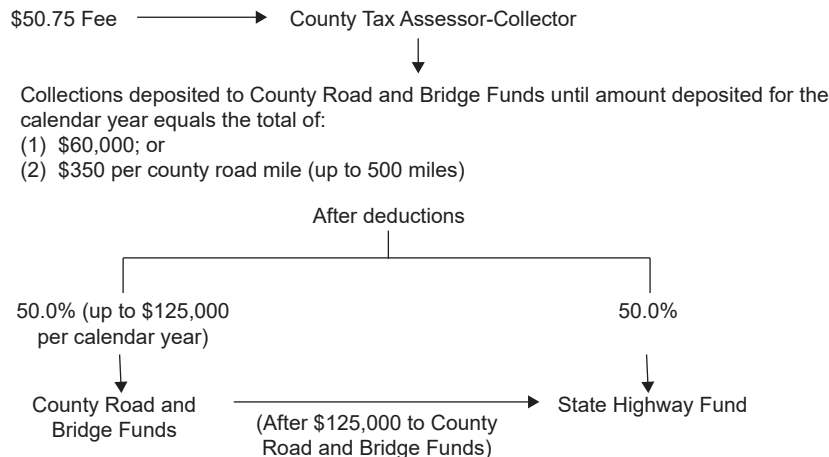 $50.75 Fee
County Tax Assessor-Collector
Collections deposited to County Road and Bridge Funds until amount deposited for the
calendar year equals the total of:
(1) $60,000; or
(2) $350 per county road mile (up to 500 miles)
After deductions
50.0% (up to $125,000
per calendar year)
50.0%
County Road and
Bridge Funds
(After $125,000 to County
Road and Bridge Funds)
State Highway Fund